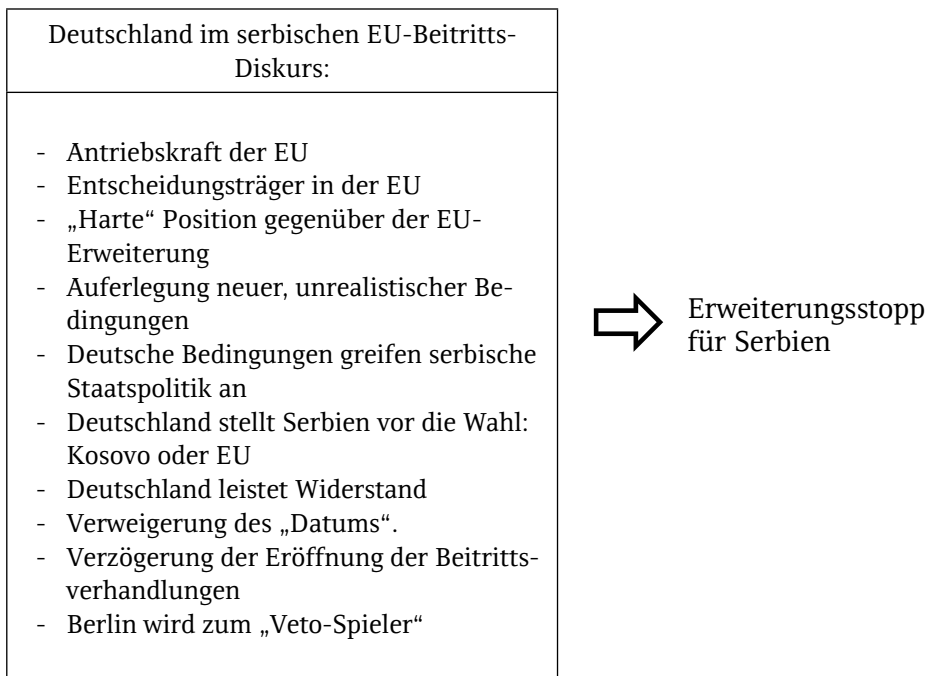 Deutschland im serbischen EU-Beitritts-
Diskurs:
- Antriebskraft der EU
- Entscheidungsträger in der EU
- „Harte“ Position gegenüber der EU-
Erweiterung
- Auferlegung neuer, unrealistischer Be-
dingungen
- Deutsche Bedingungen greifen serbische
Staatspolitik an
- Deutschland stellt Serbien vor die Wahl:
Kosovo oder EU
- Deutschland leistet Widerstand
- Verweigerung des „Datums“.
- Verzögerung der Eröffnung der Beitritts-
verhandlungen
- Berlin wird zum „Veto-Spieler“
Erweiterungsstopp
für Serbien